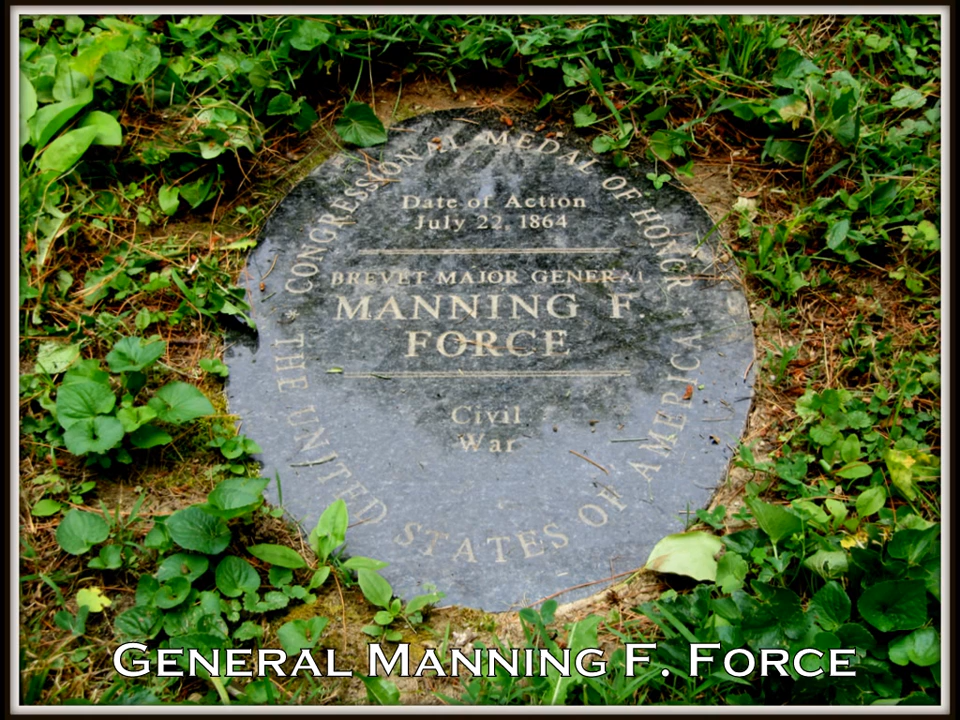 CONGRESSIONAL MEDAL OF HONOR
Date of Action
July 22, 1864
BREVET MAJOR GENERAL
MANNING F.
FORCE
Civil
War
THE UNITED STATES OF AMERICA
GENERAL MANNING F. FORCE